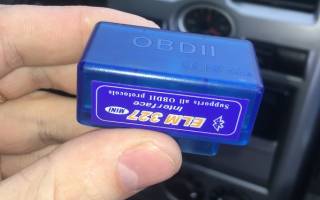 OBDII
ELM 327 MINI
Interface
Supports all OBDII protocols